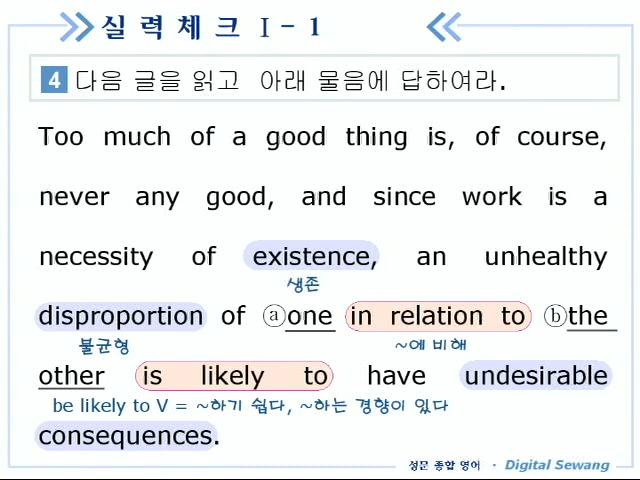 실 력 체 크 I - 1
4 다음 글을 읽고 아래 물음에 답하여라.
Too much of a good thing is, of course,
never any good, and since work is a
necessity of existence, an unhealthy
생존
disproportion of ⓐone in relation to ⓑthe
불균형 ~에 비해
other is likely to have undesirable
be likely to V = ~하기 쉽다, ~하는 경향이 있다
consequences.
성문 종합 영어 · Digital Sewang